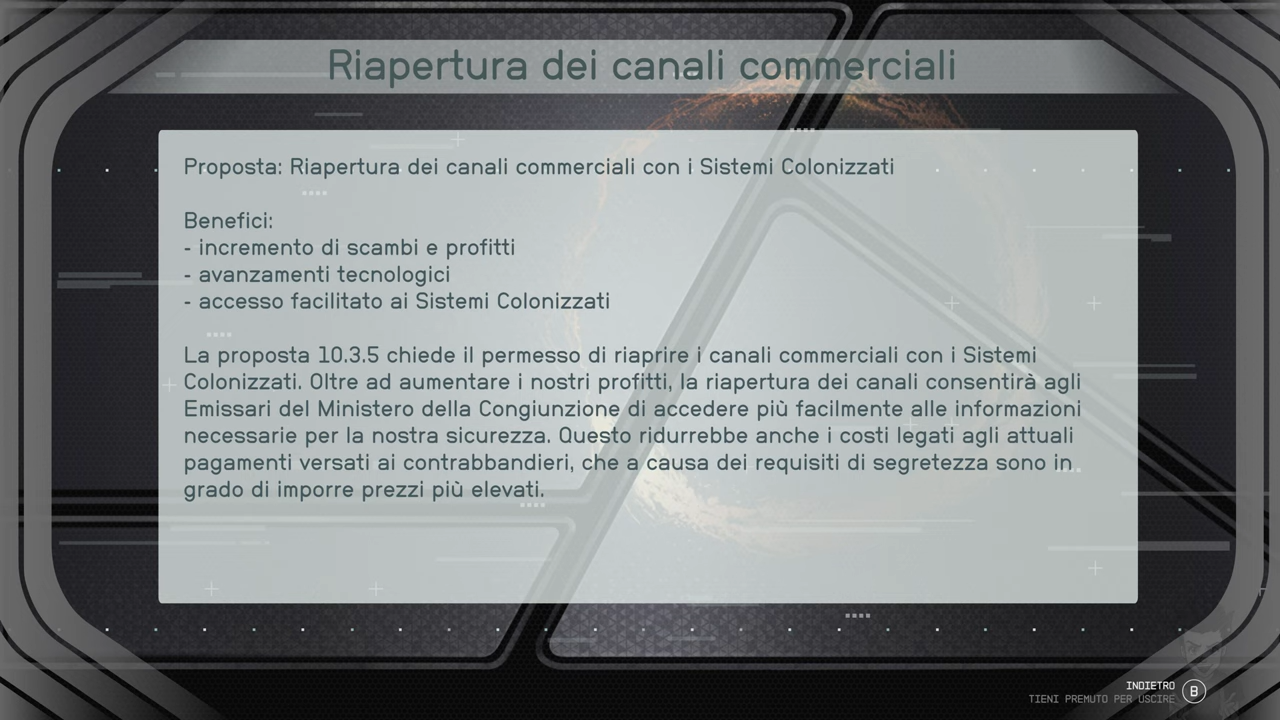 Riapertura dei canali commerciali
Proposta: Riapertura dei canali commerciali con i Sistemi Colonizzati
Benefici:
- incremento di scambi e profitti
- avanzamenti tecnologici
- accesso facilitato ai Sistemi Colonizzati
La proposta 10.3.5 chiede il permesso di riaprire i canali commerciali con i Sistemi
Colonizzati. Oltre ad aumentare i nostri profitti, la riapertura dei canali consentirà agli
Emissari del Ministero della Congiunzione di accedere più facilmente alle informazioni
necessarie per la nostra sicurezza. Questo ridurrebbe anche i costi legati agli attuali
pagamenti versati ai contrabbandieri, che a causa dei requisiti di segretezza sono in
grado di imporre prezzi più elevati.
INDIETRO
TIENI PREMUTO PER USCIRE
B